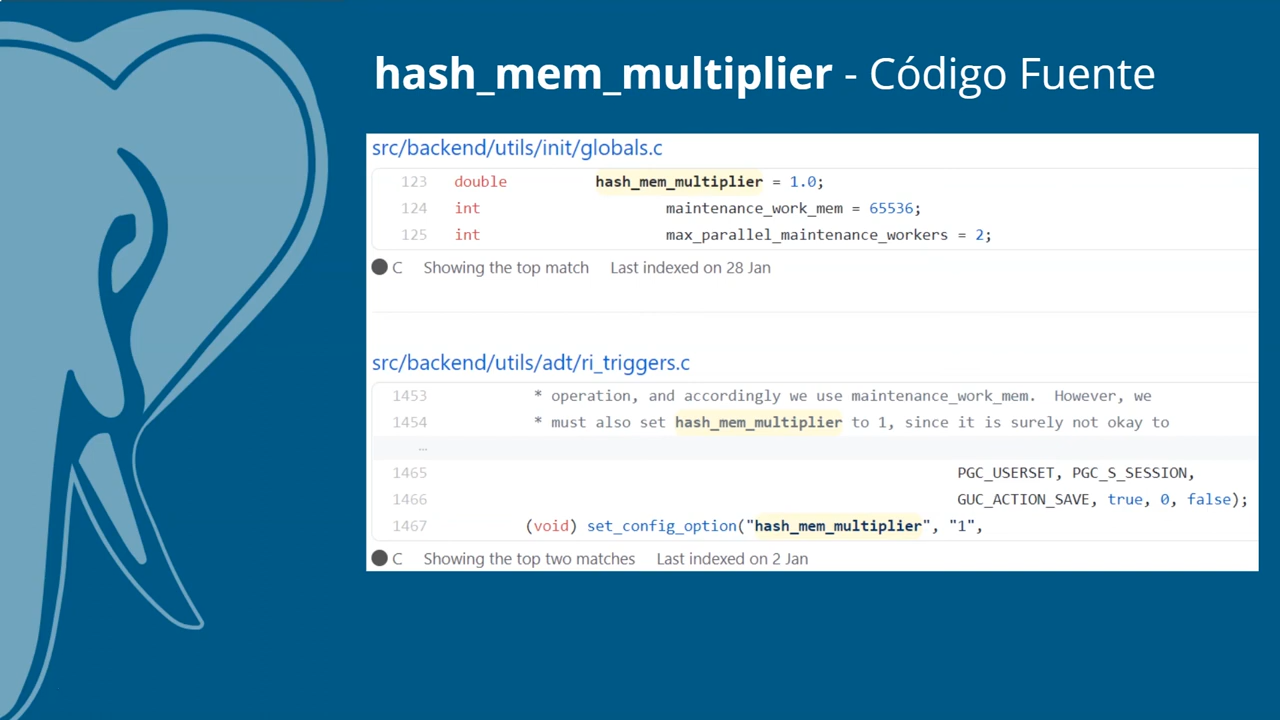 hash_mem_multiplier - Código Fuente
src/backend/utils/init/globals.c
123 double hash_mem_multiplier = 1.0;
124 int maintenance_work_mem = 65536;
125 int max_parallel_maintenance_workers = 2;
C Showing the top match Last indexed on 28 Jan
src/backend/utils/adt/ri_triggers.c
1453 * operation, and accordingly we use maintenance_work_mem. However, we
1454 * must also set hash_mem_multiplier to 1, since it is surely not okay to
...
1465 PGC_USERSET, PGC_S_SESSION,
1466 GUC_ACTION_SAVE, true, 0, false);
1467 (void) set_config_option("hash_mem_multiplier", "1",
C Showing the top two matches Last indexed on 2 Jan